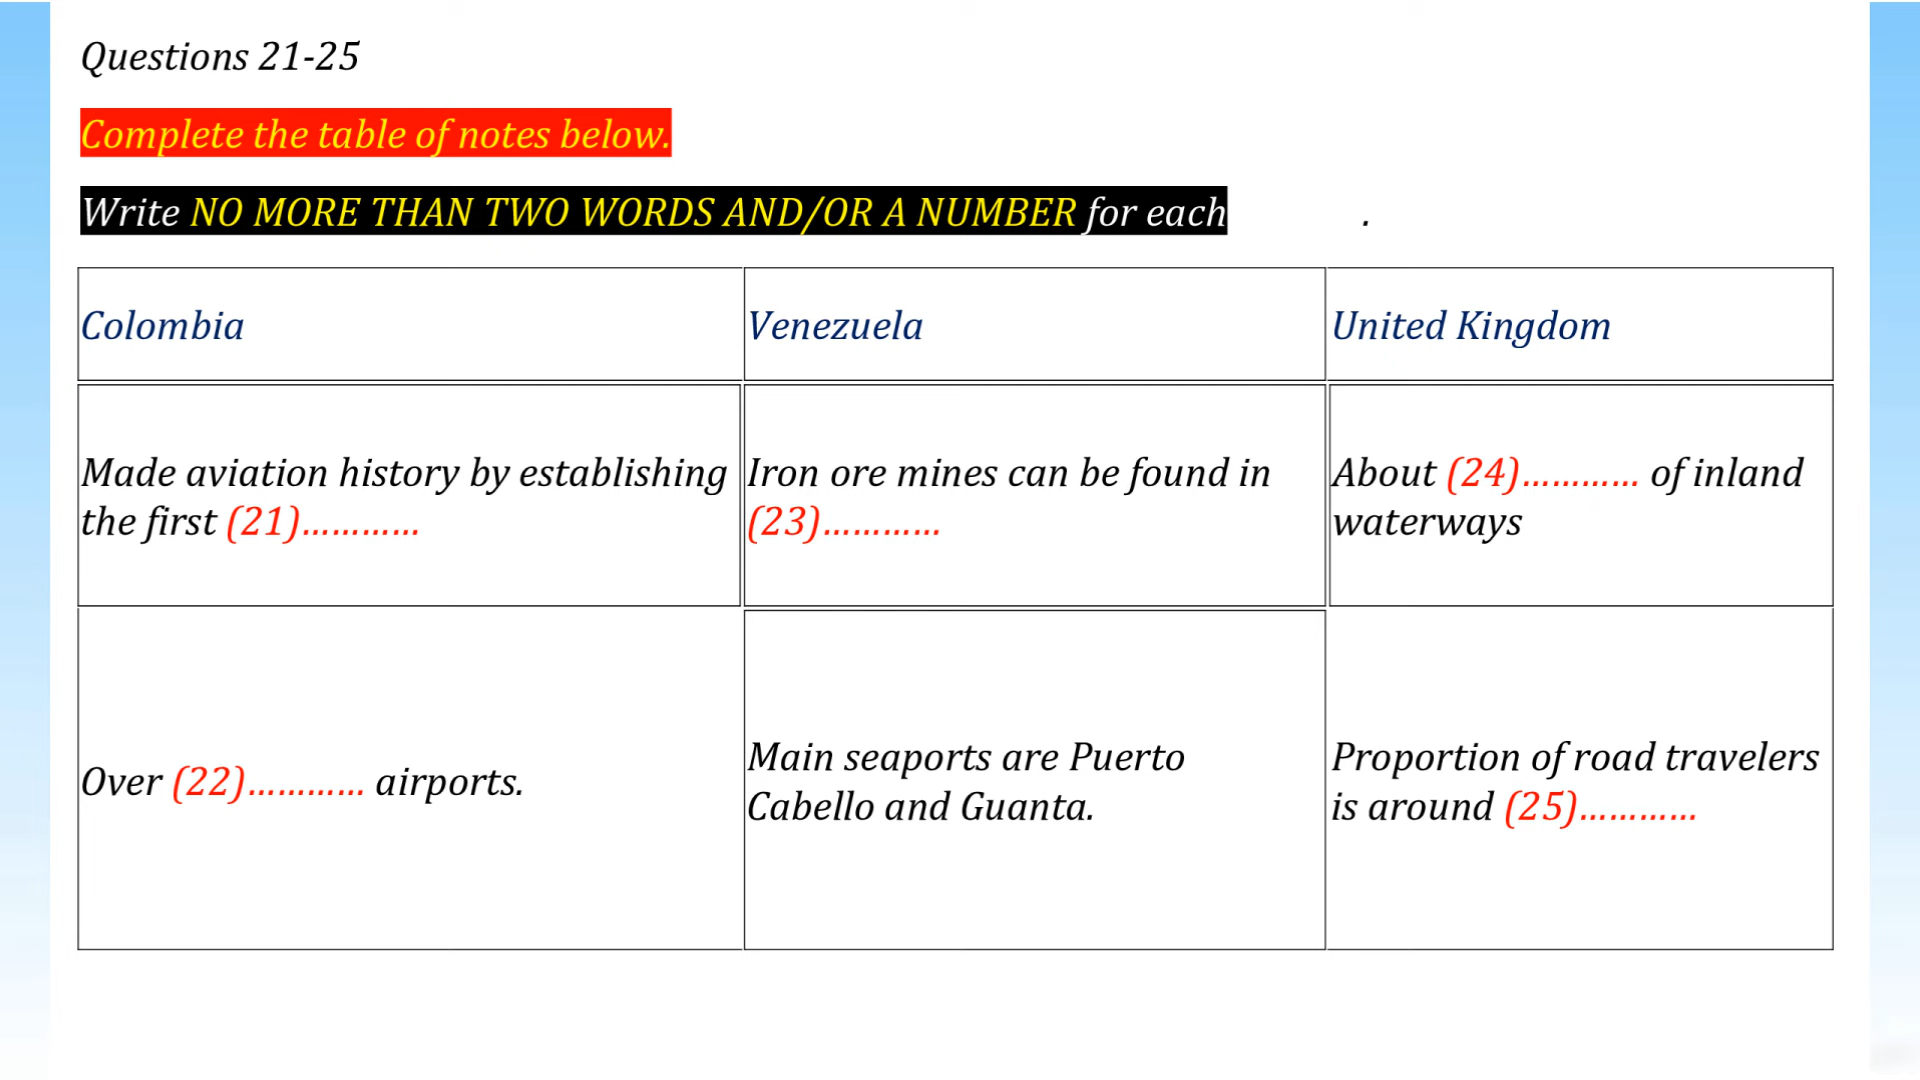 Questions 21-25
Complete the table of notes below.
Write NO MORE THAN TWO WORDS AND/OR A NUMBER for each .
Colombia
Venezuela
United Kingdom
Made aviation history by establishing
the first (21)............
Iron ore mines can be found in
(23)............
About (24)............ of inland
waterways
Over (22)............ airports.
Main seaports are Puerto
Cabello and Guanta.
Proportion of road travelers
is around (25)............